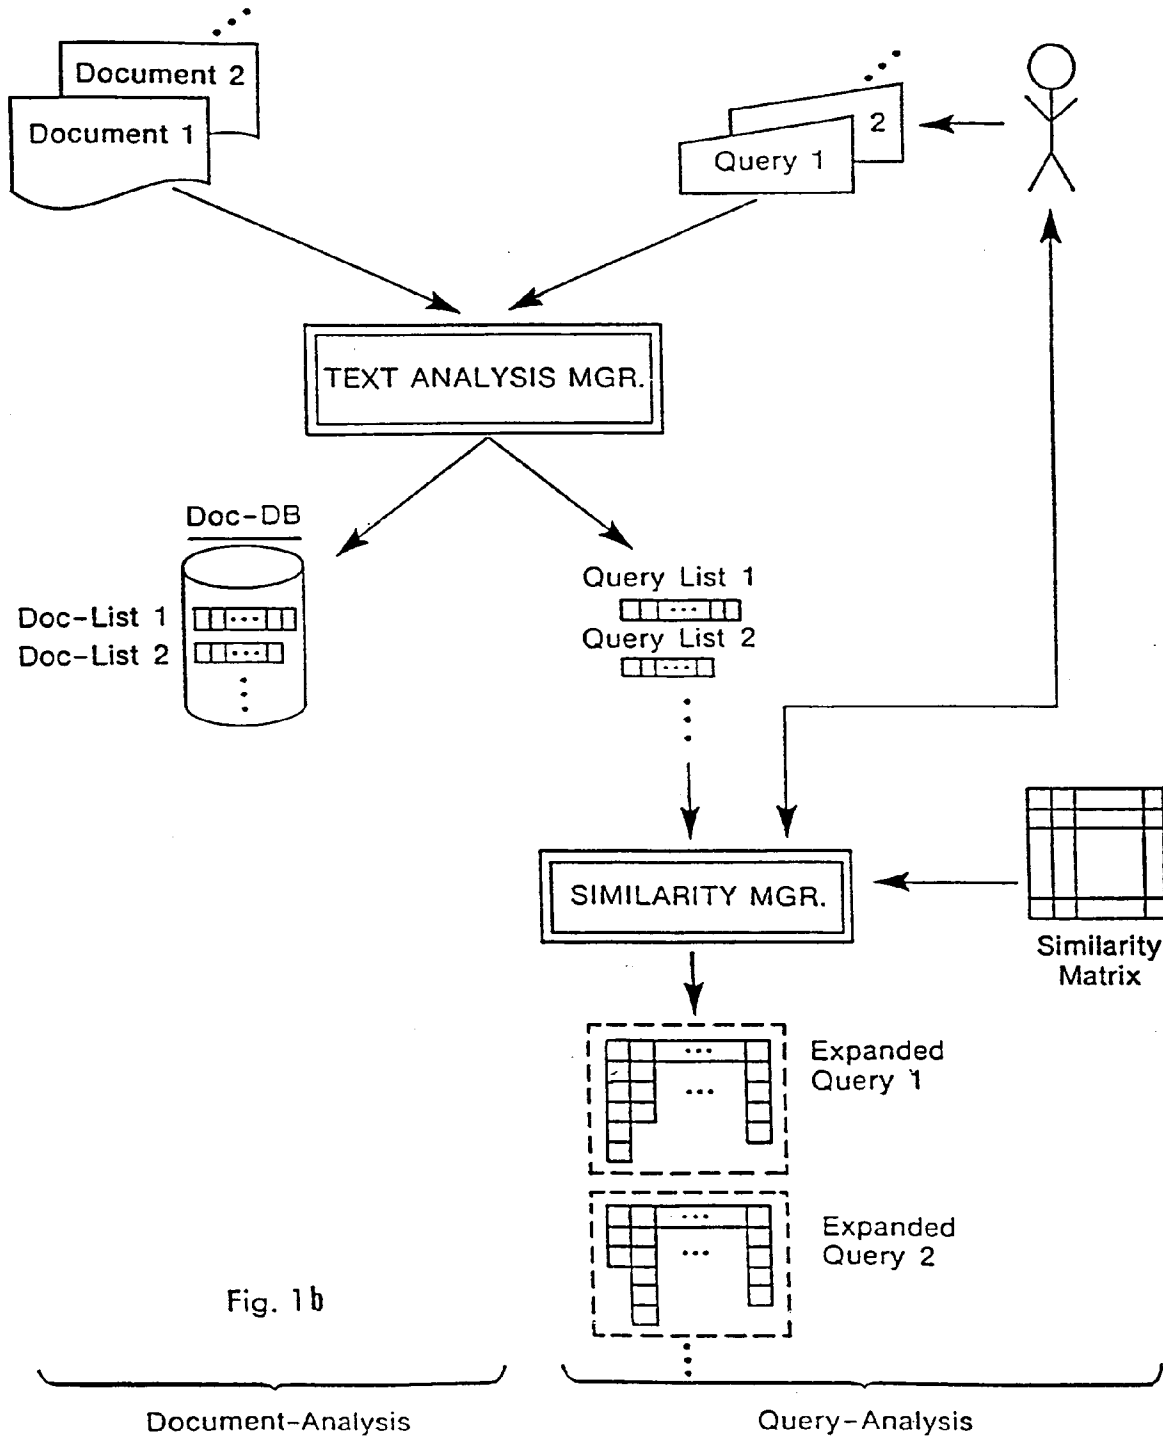 Document 2
Document 1
2
Query 1
TEXT ANALYSIS MGR.
Doc-DB
Doc-List 1
Doc-List 2
Query List 1
Query List 2
SIMILARITY MGR.
Similarity
Matrix
Expanded
Query 1
Expanded
Query 2
Fig. 1b
Document-Analysis
Query-Analysis